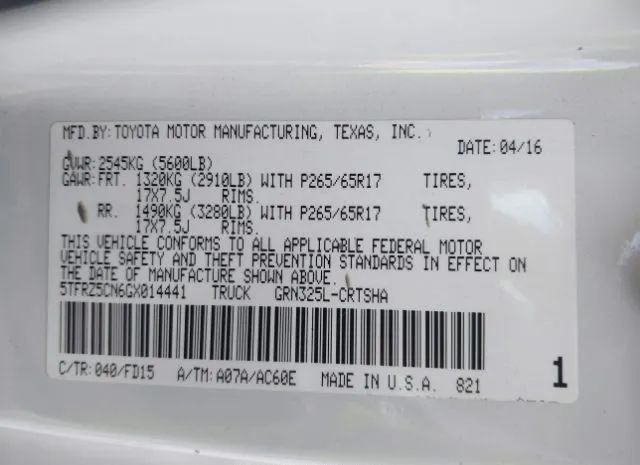 MFD.BY:TOYOTA MOTOR MANUFACTURING, TEXAS, INC.
DATE:04/16
GVWR:2545KG (5600LB)
GAWR:FRT. 1320KG (2910LB) WITH P265/65R17 TIRES,
17X7.5J RIMS.
RR. 1490KG (3280LB) WITH P265/65R17 TIRES,
17X7.5J RIMS.
THIS VEHICLE CONFORMS TO ALL APPLICABLE FEDERAL MOTOR
VEHICLE SAFETY AND THEFT PREVENTION STANDARDS IN EFFECT ON
THE DATE OF MANUFACTURE SHOWN ABOVE.
5TFRZ5CN6GX014441 TRUCK GRN325L-CRTSHA
C/TR:040/FD15 A/TM:A07A/AC60E MADE IN U.S.A. 821
1